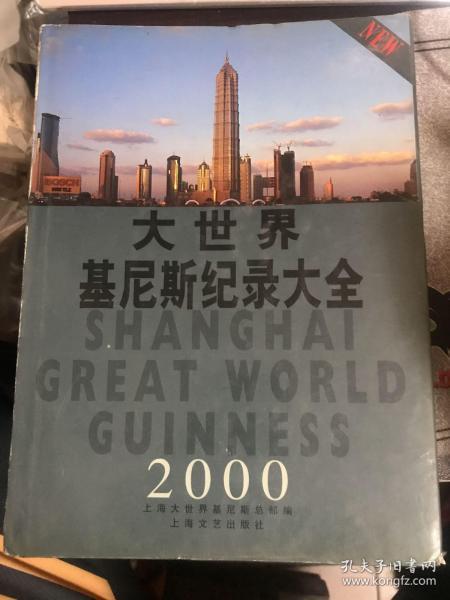 NEW
BOSCH
大世界
基尼斯纪录大全
SHANGHAI
GREAT WORLD
GUINNESS
2000
上海大世界基尼斯总部编
上海文艺出版社
孔夫子旧书网
www.kongfz.com